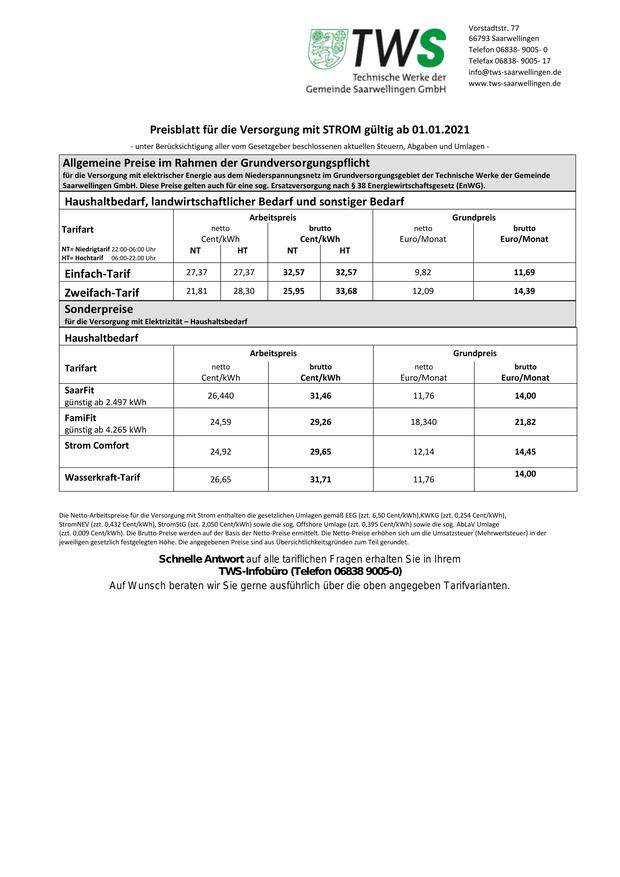 TWS
Technische Werke der
Gemeinde Saarwellingen GmbH
Vorstadtstr. 77
66793 Saarwellingen
Telefon 06838- 9005- 0
Telefax 06838- 9005- 17
info@tws-saarwellingen.de
www.tws-saarwellingen.de
Preisblatt für die Versorgung mit STROM gültig ab 01.01.2021
- unter Berücksichtigung aller vom Gesetzgeber beschlossenen aktuellen Steuern, Abgaben und Umlagen -
Allgemeine Preise im Rahmen der Grundversorgungspflicht
für die Versorgung mit elektrischer Energie aus dem Niederspannungsnetz im Grundversorgungsgebiet der Technische Werke der Gemeinde
Saarwellingen GmbH. Diese Preise gelten auch für eine sog. Ersatzversorgung nach § 38 Energiewirtschaftsgesetz (EnWG).
Haushaltbedarf, landwirtschaftlicher Bedarf und sonstiger Bedarf
Arbeitspreis Grundpreis
Tarifart netto brutto netto brutto
Cent/kWh Cent/kWh Euro/Monat Euro/Monat
NT= Niedrigtarif 22:00-06:00 Uhr NT HT NT HT
HT= Hochtarif 06:00-22.00 Uhr
Einfach-Tarif 27,37 27,37 32,57 32,57 9,82 11,69
Zweifach-Tarif 21,81 28,30 25,95 33,68 12,09 14,39
Sonderpreise
für die Versorgung mit Elektrizität – Haushaltsbedarf
Haushaltbedarf
Arbeitspreis Grundpreis
Tarifart netto brutto netto brutto
Cent/kWh Cent/kWh Euro/Monat Euro/Monat
SaarFit 26,440 31,46 11,76 14,00
günstig ab 2.497 kWh
FamiFit 24,59 29,26 18,340 21,82
günstig ab 4.265 kWh
Strom Comfort 24,92 29,65 12,14 14,45
Wasserkraft-Tarif 26,65 31,71 11,76 14,00
Die Netto-Arbeitspreise für die Versorgung mit Strom enthalten die gesetzlichen Umlagen gemäß EEG (zzt. 6,50 Cent/kWh),KWKG (zzt. 0,254 Cent/kWh),
StromNEV (zzt. 0,432 Cent/kWh), StromStG (zzt. 2,050 Cent/kWh) sowie die sog. Offshore Umlage (zzt. 0,395 Cent/kWh) sowie die sog. AbLaV Umlage
(zzt. 0,009 Cent/kWh). Die Brutto-Preise werden auf der Basis der Netto-Preise ermittelt. Die Netto-Preise erhöhen sich um die Umsatzsteuer (Mehrwertsteuer) in der
jeweiligen gesetzlich festgelegten Höhe. Die angegebenen Preise sind aus Übersichtlichkeitsgründen zum Teil gerundet.
Schnelle Antwort auf alle tariflichen Fragen erhalten Sie in Ihrem
TWS-Infobüro (Telefon 06838 9005-0)
Auf Wunsch beraten wir Sie gerne ausführlich über die oben angegeben Tarifvarianten.